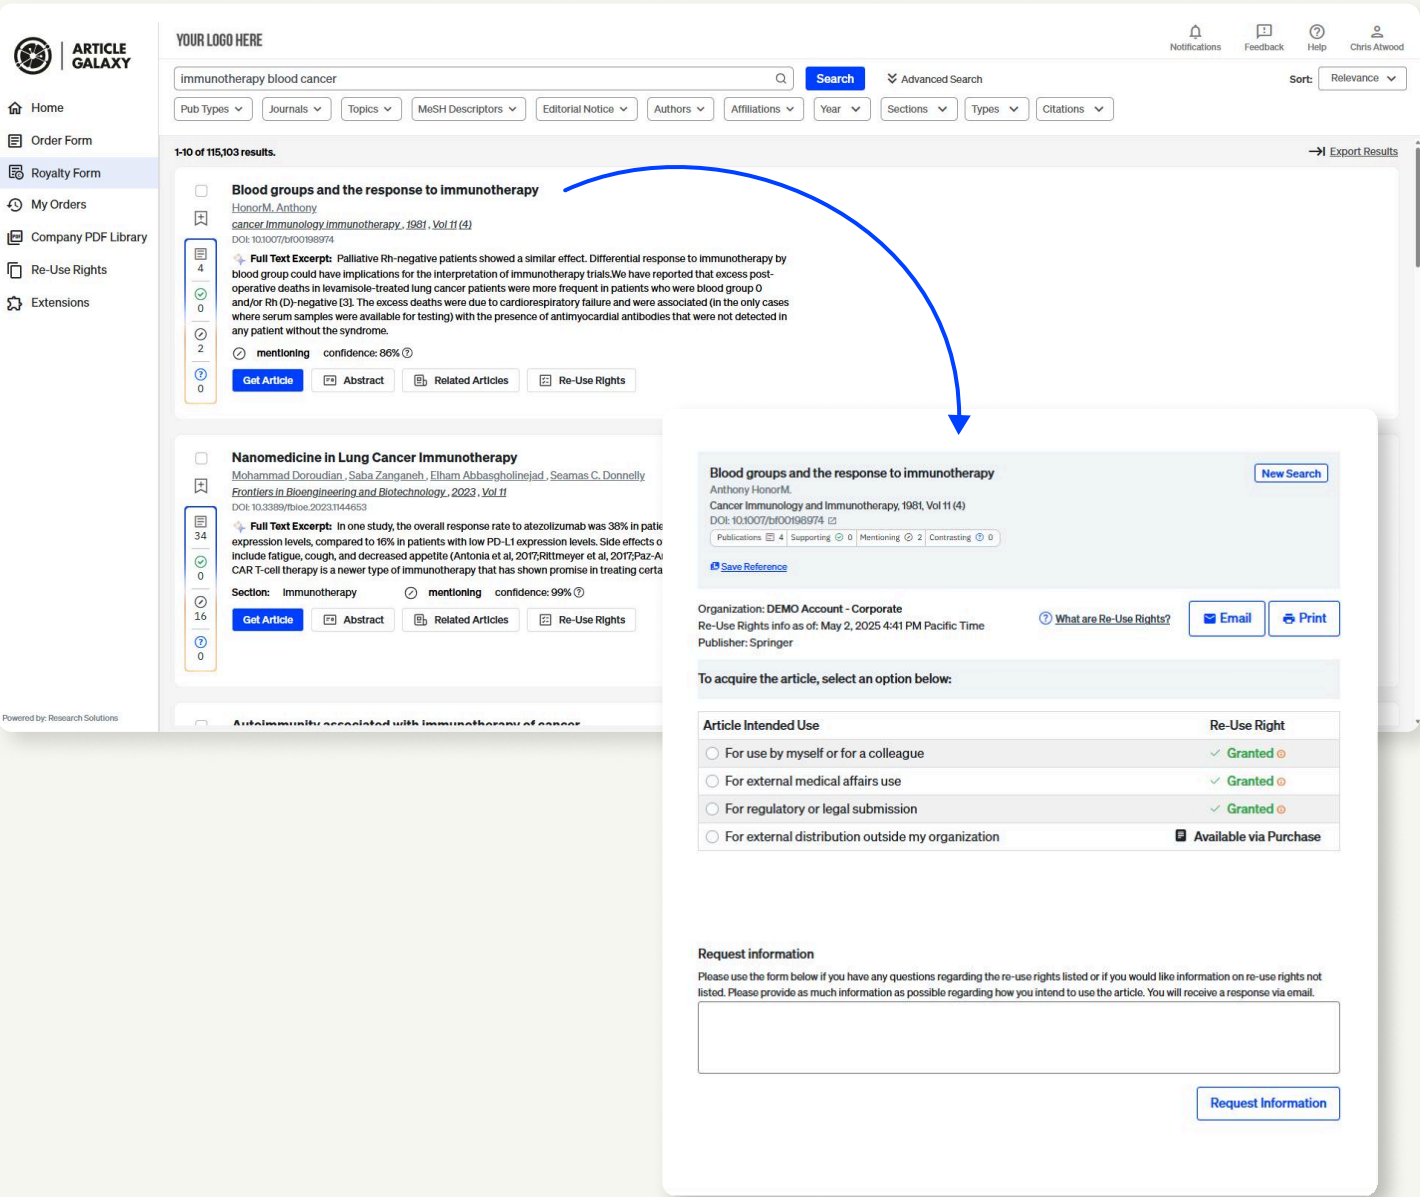 ARTICLE
GALAXY
Home
Order Form
Royalty Form
My Orders
Company PDF Library
Re-Use Rights
Extensions
Powered by: Research Solutions
YOUR LOGO HERE
Notifications
Feedback
Help
Chris Atwood
immunotherapy blood cancer
Search
Advanced Search
Sort: Relevance
Pub Types
Journals
Topics
MeSH Descriptors
Editorial Notice
Authors
Affiliations
Year
Sections
Types
Citations
1-10 of 115,103 results.
Export Results
Blood groups and the response to immunotherapy
HonorM. Anthony
cancer Immunology immunotherapy , 1981 , Vol 11 (4)
DOI: 10.1007/bf00198974
Full Text Excerpt: Palliative Rh-negative patients showed a similar effect. Differential response to immunotherapy by
blood group could have implications for the interpretation of immunotherapy trials.We have reported that excess post-
operative deaths in levamisole-treated lung cancer patients were more frequent in patients who were blood group O
and/or Rh (D)-negative [3]. The excess deaths were due to cardiorespiratory failure and were associated (in the only cases
where serum samples were available for testing) with the presence of antimyocardial antibodies that were not detected in
any patient without the syndrome.
mentioning confidence: 86%
4
0
2
0
Get Article
Abstract
Related Articles
Re-Use Rights
Nanomedicine in Lung Cancer Immunotherapy
Mohammad Doroudian , Saba Zanganeh , Elham Abbasgholinejad , Seamas C. Donnelly
Frontiers in Bioengineering and Biotechnology , 2023 , Vol 11
DOI: 10.3389/fbioe.2023.1144653
Full Text Excerpt: In one study, the overall response rate to atezolizumab was 38% in patie
expression levels, compared to 16% in patients with low PD-L1 expression levels. Side effects o
include fatigue, cough, and decreased appetite (Antonia et al, 2017;Rittmeyer et al, 2017;Paz-A
CAR T-cell therapy is a newer type of immunotherapy that has shown promise in treating certa
Section: Immunotherapy mentioning confidence: 99%
34
0
16
0
Get Article
Abstract
Related Articles
Re-Use Rights
Autoimmunity associated with immunotherapy of cancer
Blood groups and the response to immunotherapy
New Search
Anthony HonorM.
Cancer Immunology and Immunotherapy, 1981, Vol 11 (4)
DOI: 10.1007/bf00198974
Publications 4 Supporting 0 Mentioning 2 Contrasting 0
Save Reference
Organization: DEMO Account - Corporate
Re-Use Rights info as of: May 2, 2025 4:41 PM Pacific Time
Publisher: Springer
What are Re-Use Rights?
Email
Print
To acquire the article, select an option below:
Article Intended Use Re-Use Right
For use by myself or for a colleague Granted
For external medical affairs use Granted
For regulatory or legal submission Granted
For external distribution outside my organization Available via Purchase
Request information
Please use the form below if you have any questions regarding the re-use rights listed or if you would like information on re-use rights not
listed. Please provide as much information as possible regarding how you intend to use the article. You will receive a response via email.
Request Information